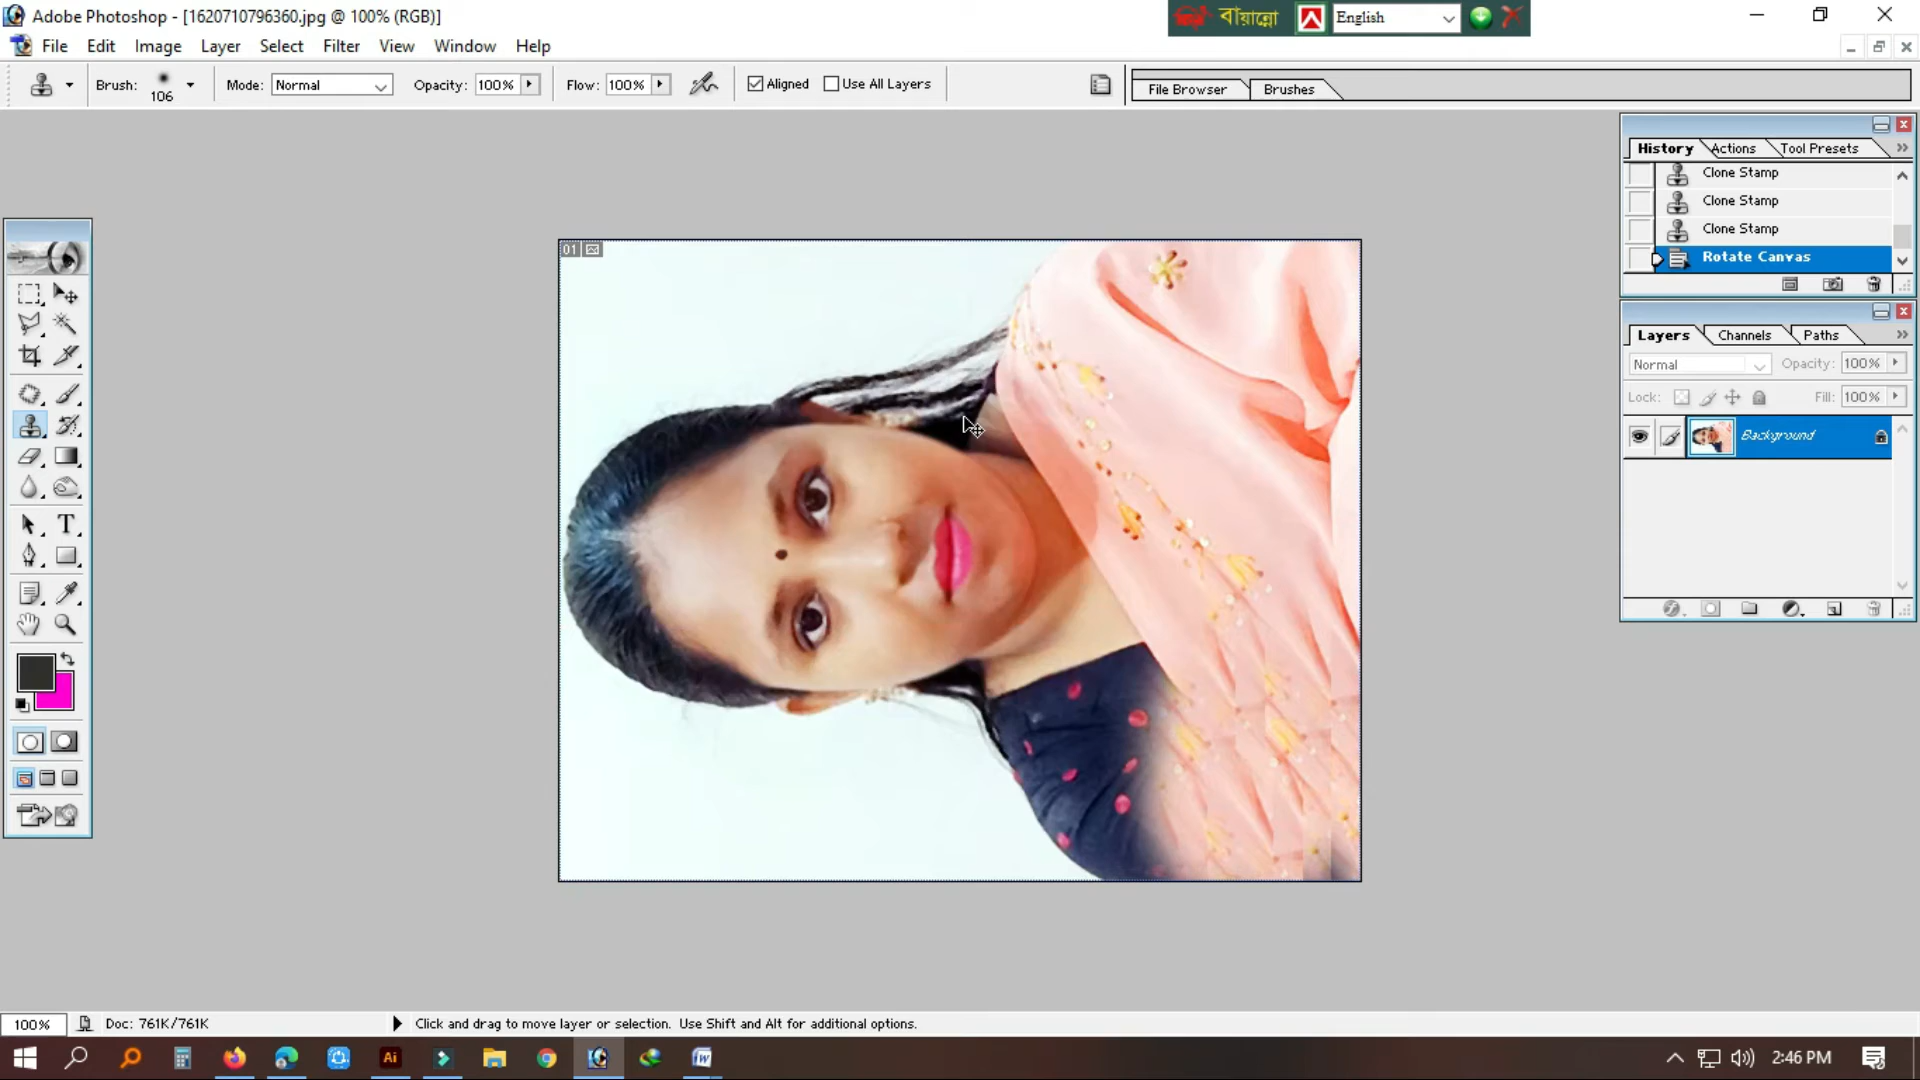 Adobe Photoshop - [1620710796360.jpg @ 100% (RGB)]
বায়ান্নো
English
File Edit Image Layer Select Filter View Window Help
Brush: 106 Mode: Normal Opacity: 100% Flow: 100% Aligned Use All Layers
File Browser Brushes
History Actions Tool Presets
Clone Stamp
Clone Stamp
Clone Stamp
Rotate Canvas
Layers Channels Paths
Normal Opacity: 100%
Lock: Fill: 100%
Background
01
T
100% Doc: 761K/761K Click and drag to move layer or selection. Use Shift and Alt for additional options.
Ai
W
2:46 PM